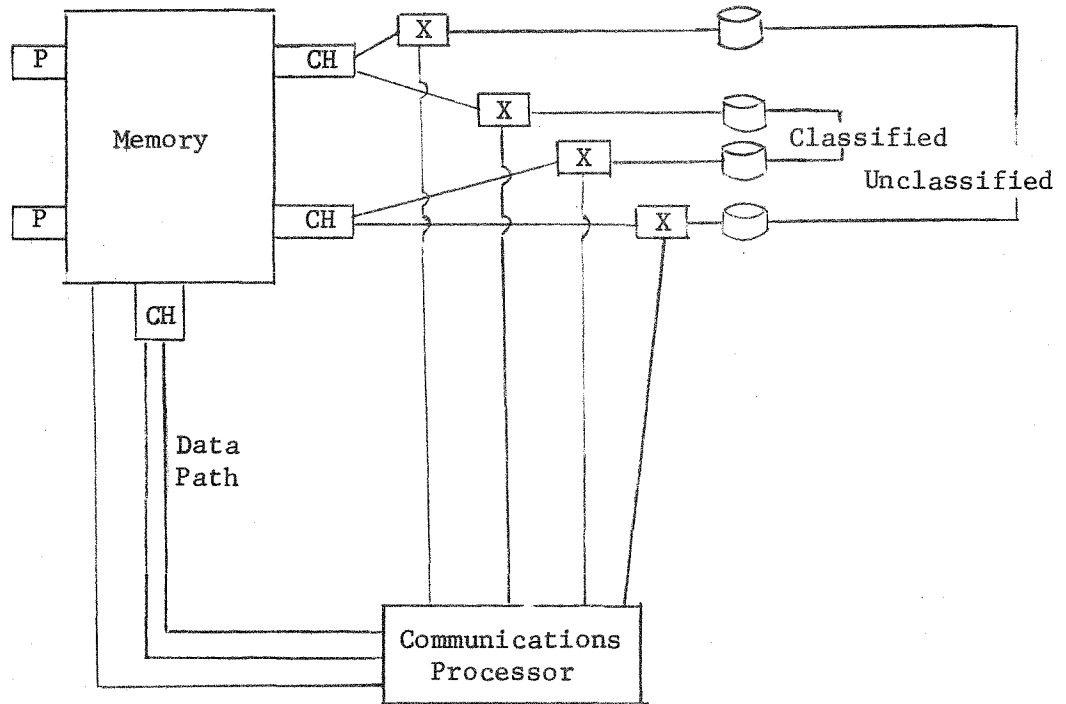 X
P
CH
X
Memory
Classified
X
Unclassified
P
CH
X
CH
Data
Path
Communications
Processor